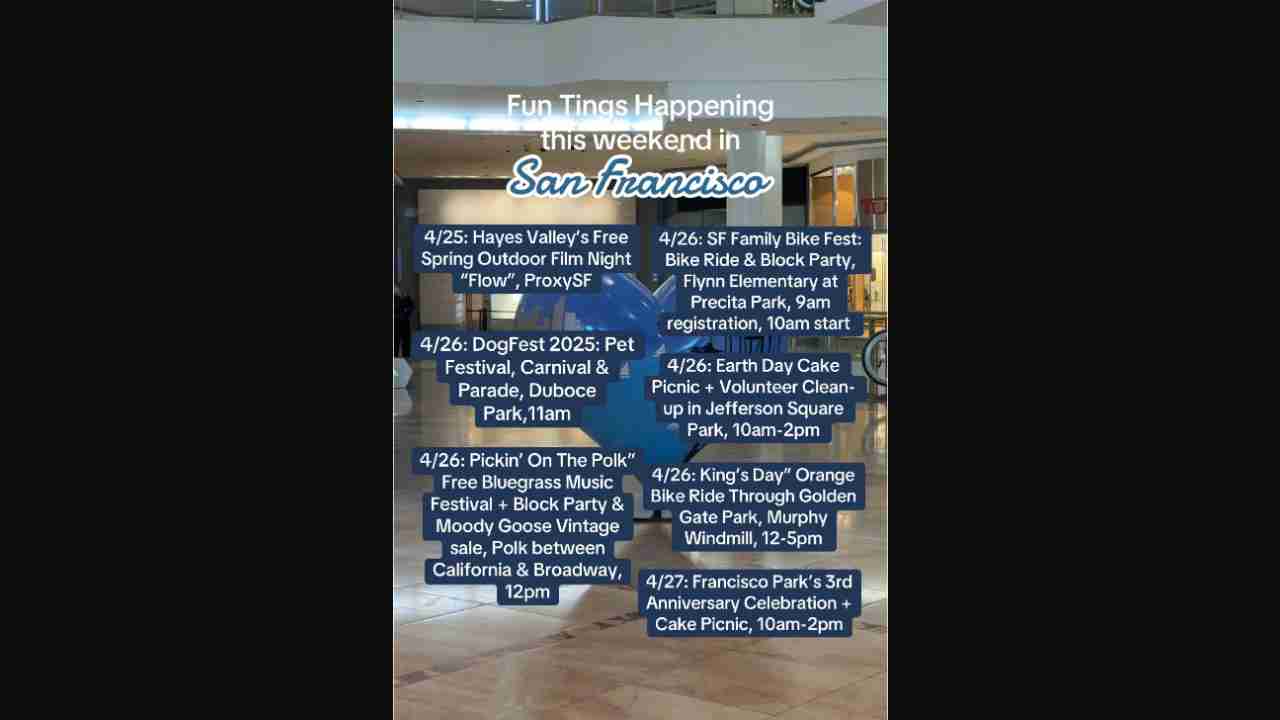 Fun Tings Happening
this weekend in
San Francisco
4/25: Hayes Valley's Free
Spring Outdoor Film Night
"Flow", ProxySF
4/26: DogFest 2025: Pet
Festival, Carnival &
Parade, Duboce
Park,11am
4/26: Pickin' On The Polk"
Free Bluegrass Music
Festival + Block Party &
Moody Goose Vintage
sale, Polk between
California & Broadway,
12pm
4/26: SF Family Bike Fest:
Bike Ride & Block Party,
Flynn Elementary at
Precita Park, 9am
registration, 10am start
4/26: Earth Day Cake
Picnic + Volunteer Clean-
up in Jefferson Square
Park, 10am-2pm
4/26: King's Day" Orange
Bike Ride Through Golden
Gate Park, Murphy
Windmill, 12-5pm
4/27: Francisco Park's 3rd
Anniversary Celebration +
Cake Picnic, 10am-2pm